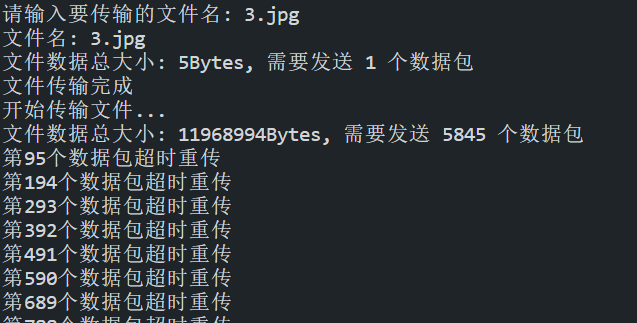 请输入要传输的文件名: 3.jpg
文件名: 3.jpg
文件数据总大小: 5Bytes, 需要发送 1 个数据包
文件传输完成
开始传输文件...
文件数据总大小: 11968994Bytes, 需要发送 5845 个数据包
第95个数据包超时重传
第194个数据包超时重传
第293个数据包超时重传
第392个数据包超时重传
第491个数据包超时重传
第590个数据包超时重传
第689个数据包超时重传